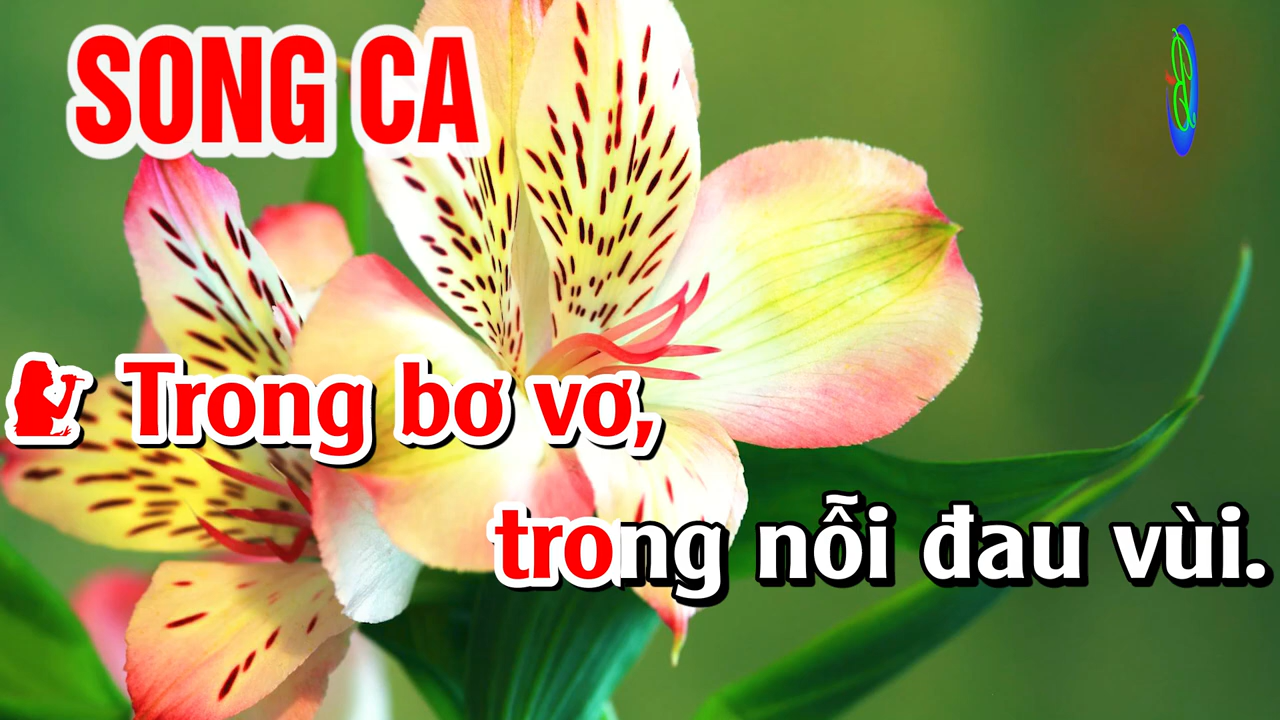 SONG CA
Trong bơ vơ,
trong nỗi đau vùi.